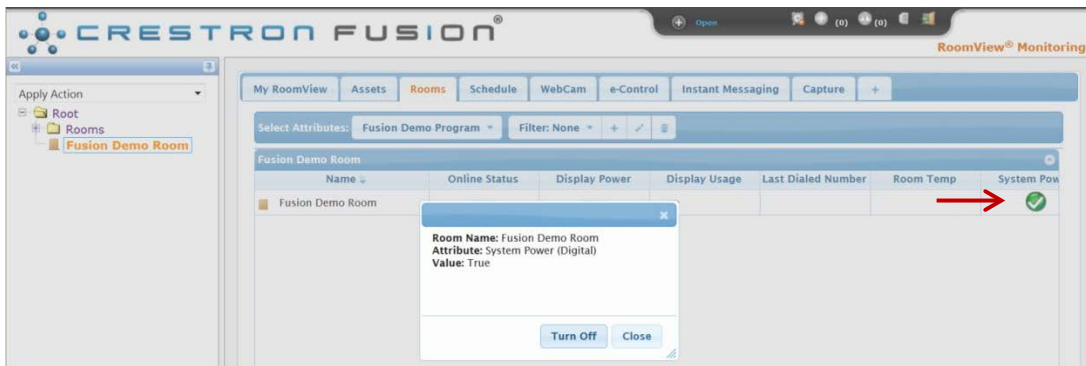 CRESTRON FUSION®
Open
(0)
(0)
RoomView® Monitoring
Apply Action
Root
Rooms
Fusion Demo Room
My RoomView Assets Rooms Schedule WebCam e-Control Instant Messaging Capture +
Select Attributes: Fusion Demo Program Filter: None +
Fusion Demo Room
Name Online Status Display Power Display Usage Last Dialed Number Room Temp System Pow
Fusion Demo Room
Room Name: Fusion Demo Room
Attribute: System Power (Digital)
Value: True
Turn Off Close